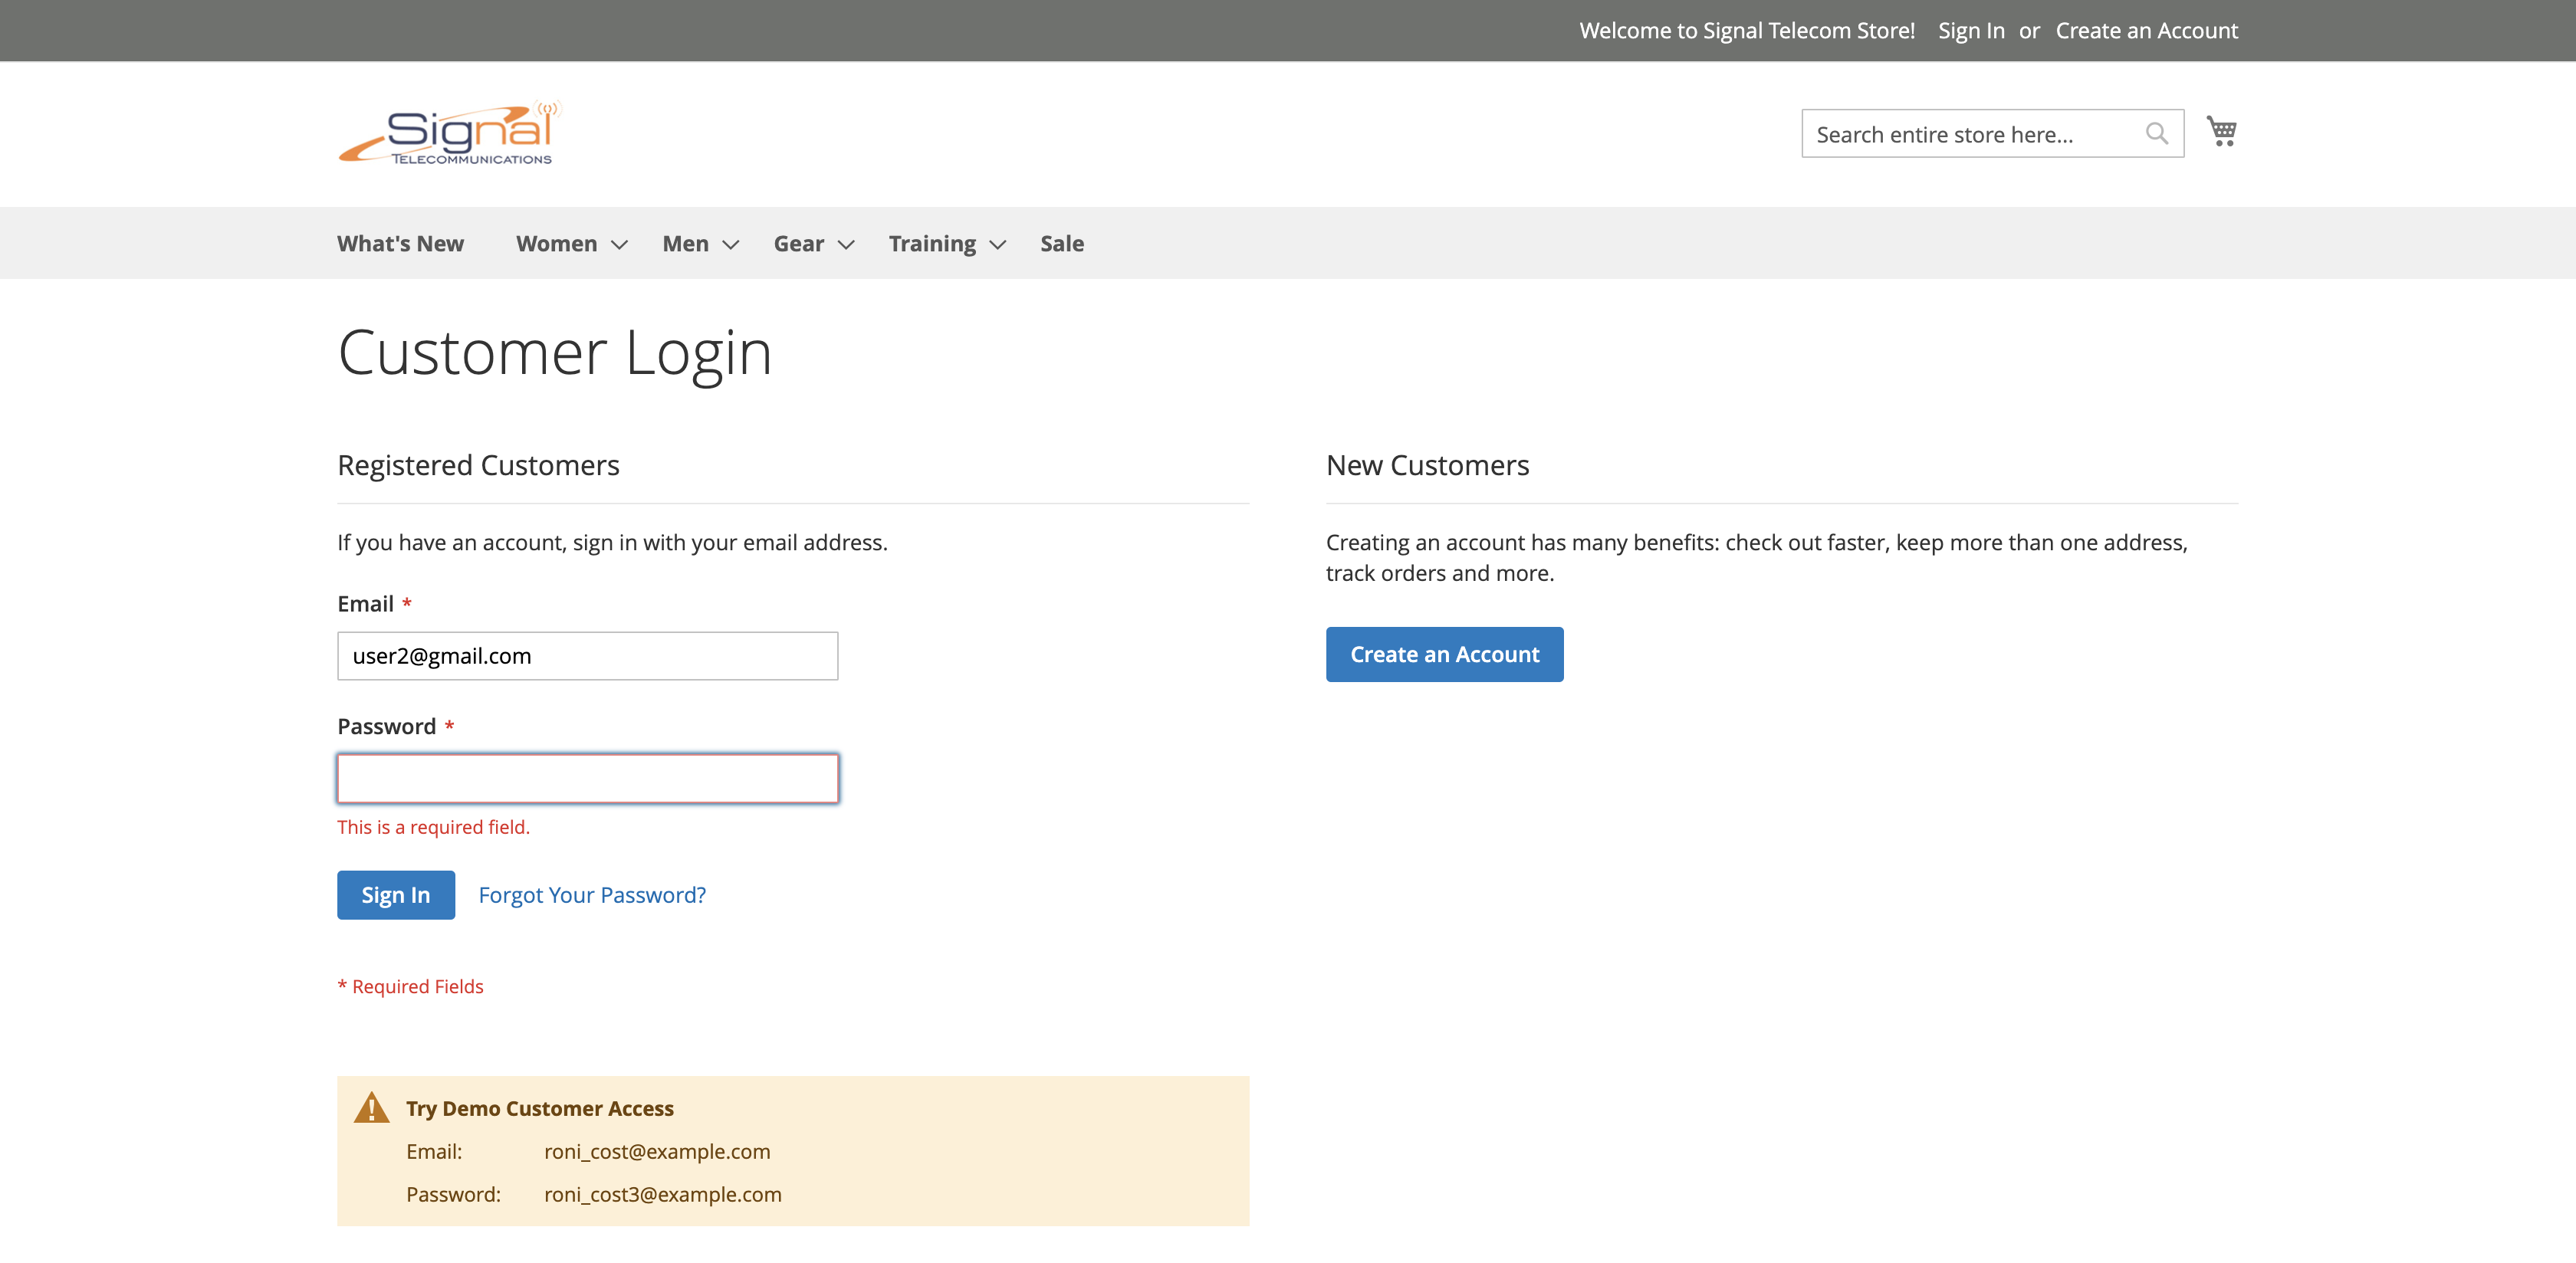 Welcome to Signal Telecom Store! Sign In or Create an Account
Signal
TELECOMMUNICATIONS
Search entire store here...
What's New Women Men Gear Training Sale
Customer Login
Registered Customers
If you have an account, sign in with your email address.
Email *
user2@gmail.com
Password *
This is a required field.
Sign In Forgot Your Password?
* Required Fields
Try Demo Customer Access
Email: roni_cost@example.com
Password: roni_cost3@example.com
New Customers
Creating an account has many benefits: check out faster, keep more than one address,
track orders and more.
Create an Account